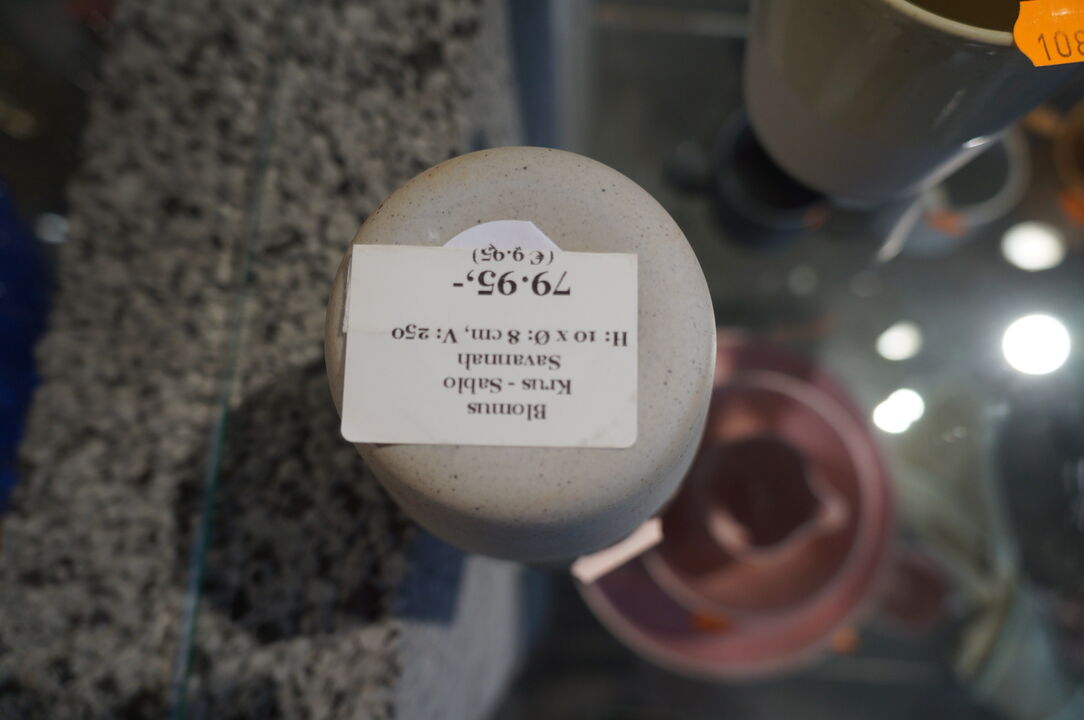 Blomus
Krus - Sablo
Savannah
H: 10 x Ø: 8 cm, V: 250
79.95,-
(€ 9.95)
108